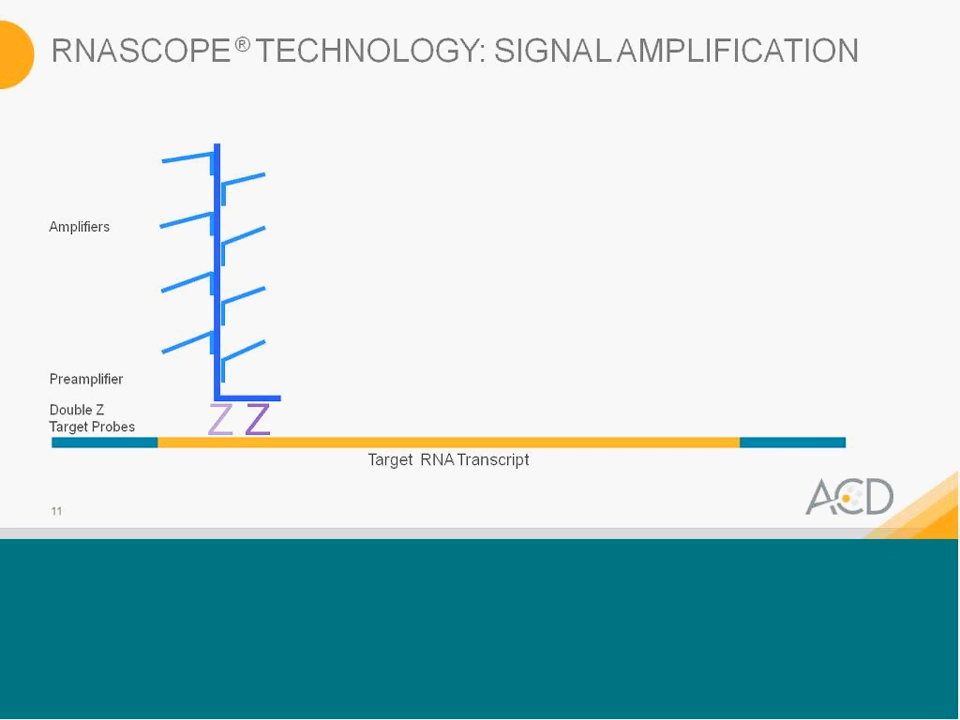 RNASCOPE® TECHNOLOGY: SIGNAL AMPLIFICATION
Amplifiers
Preamplifier
Double Z
Target Probes
Z Z
Target RNA Transcript
ACD
11